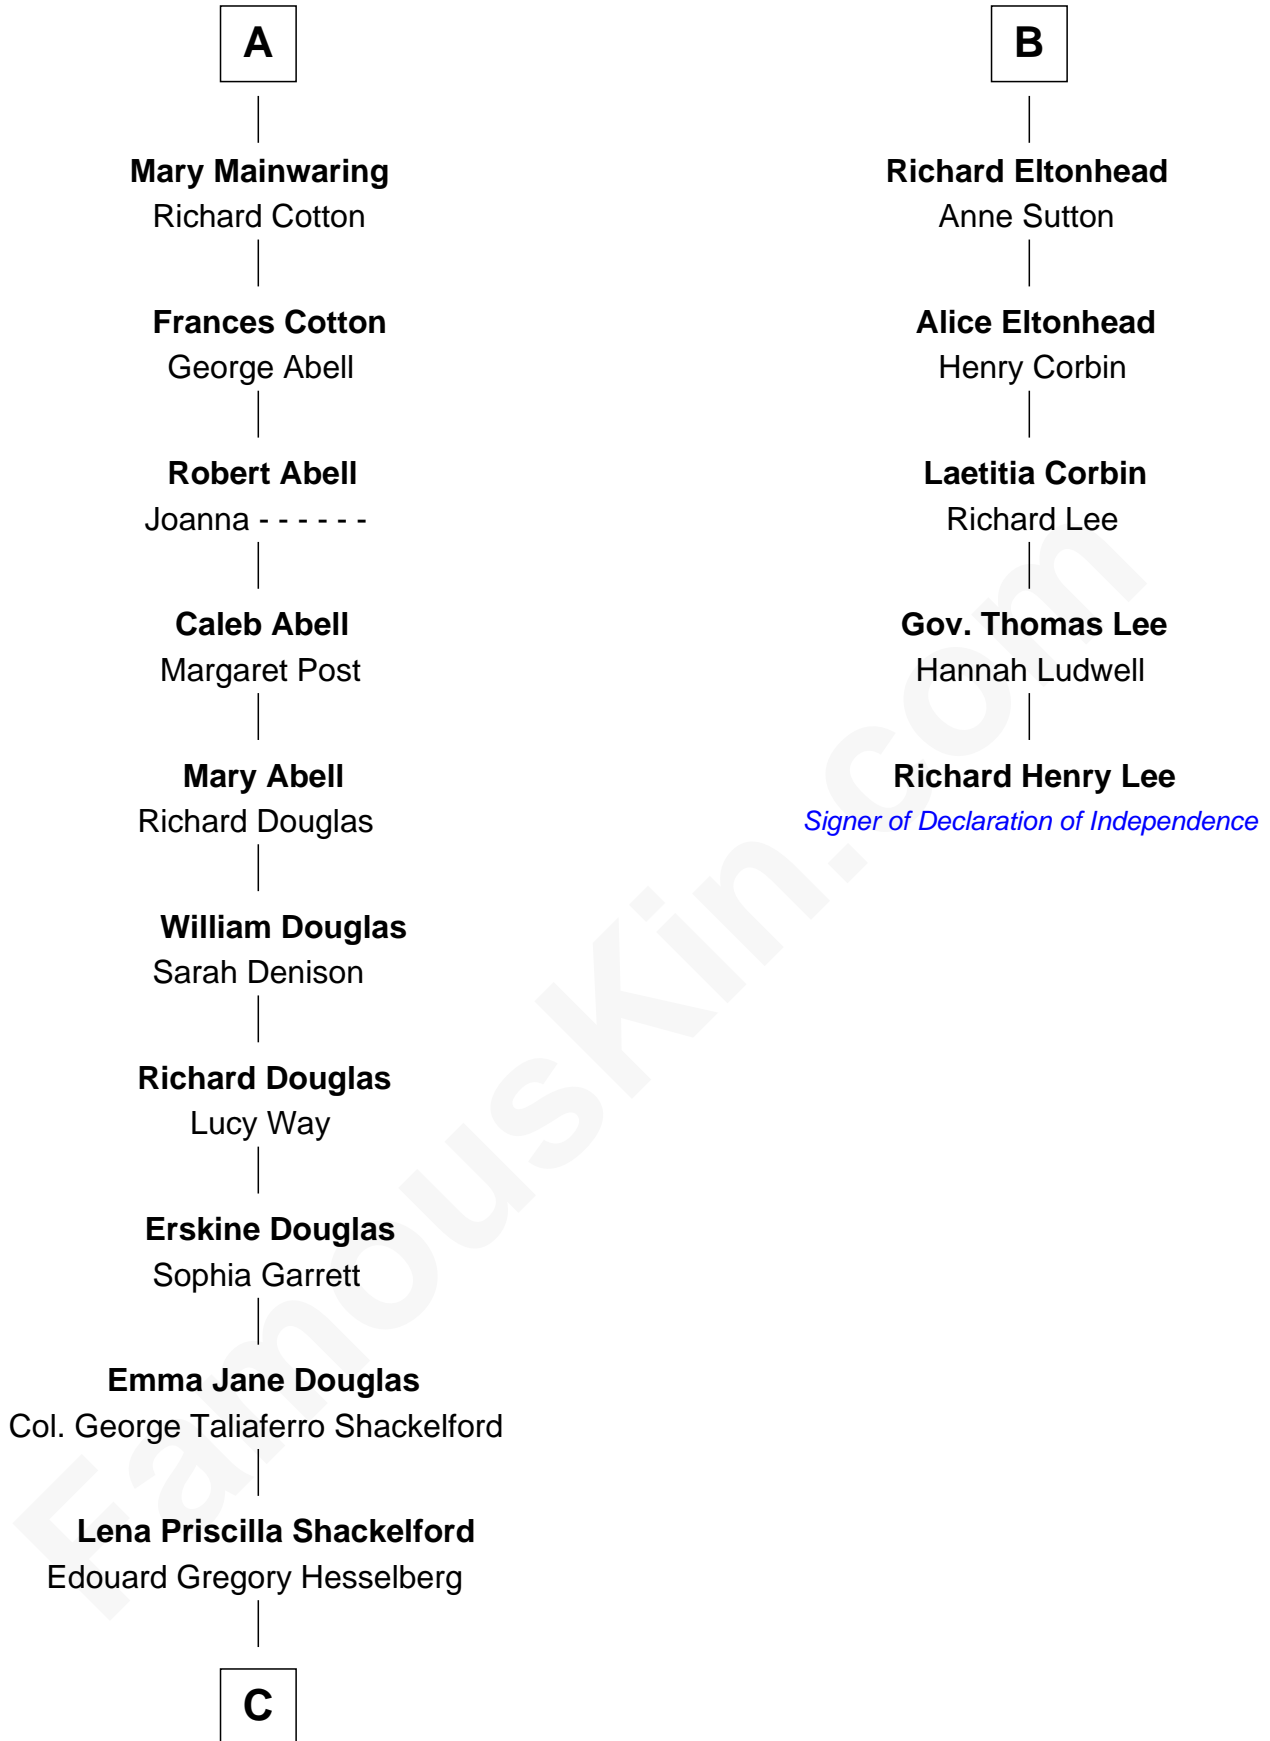 A
Mary Mainwaring
Richard Cotton
Frances Cotton
George Abell
Robert Abell
Joanna - - - - - -
Caleb Abell
Margaret Post
Mary Abell
Richard Douglas
William Douglas
Sarah Denison
Richard Douglas
Lucy Way
Erskine Douglas
Sophia Garrett
Emma Jane Douglas
Col. George Taliaferro Shackelford
Lena Priscilla Shackelford
Edouard Gregory Hesselberg
C
B
Richard Eltonhead
Anne Sutton
Alice Eltonhead
Henry Corbin
Laetitia Corbin
Richard Lee
Gov. Thomas Lee
Hannah Ludwell
Richard Henry Lee
Signer of Declaration of Independence
FamousKin.com